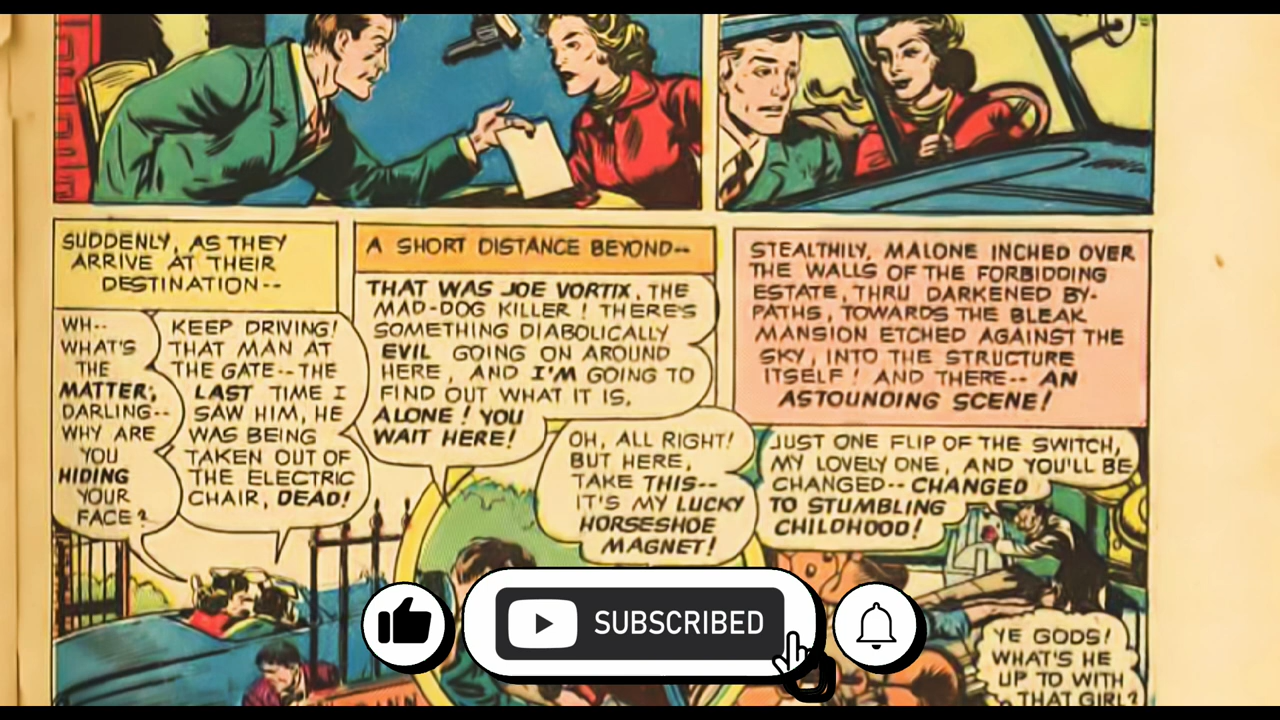 SUDDENLY, AS THEY
ARRIVE AT THEIR
DESTINATION--
WH--
WHAT'S
THE
MATTER,
DARLING--
WHY ARE
YOU
HIDING
YOUR
FACE?
KEEP DRIVING!
THAT MAN AT
THE GATE--THE
LAST TIME I
SAW HIM, HE
WAS BEING
TAKEN OUT OF
THE ELECTRIC
CHAIR, DEAD!
A SHORT DISTANCE BEYOND--
THAT WAS JOE VORTIX, THE
MAD-DOG KILLER! THERE'S
SOMETHING DIABOLICALLY
EVIL GOING ON AROUND
HERE, AND I'M GOING TO
FIND OUT WHAT IT IS.
ALONE! YOU
WAIT HERE!
OH, ALL RIGHT!
BUT HERE,
TAKE THIS--
IT'S MY LUCKY
HORSESHOE
MAGNET!
STEALTHILY, MALONE INCHED OVER
THE WALLS OF THE FORBIDDING
ESTATE, THRU DARKENED BY-
PATHS, TOWARDS THE BLEAK
MANSION ETCHED AGAINST THE
SKY, INTO THE STRUCTURE
ITSELF! AND THERE-- AN
ASTOUNDING SCENE!
JUST ONE FLIP OF THE SWITCH,
MY LOVELY ONE, AND YOU'LL BE
CHANGED-- CHANGED
TO STUMBLING
CHILDHOOD!
YE GODS!
WHAT'S HE
UP TO WITH
THAT GIRL?
SUBSCRIBED